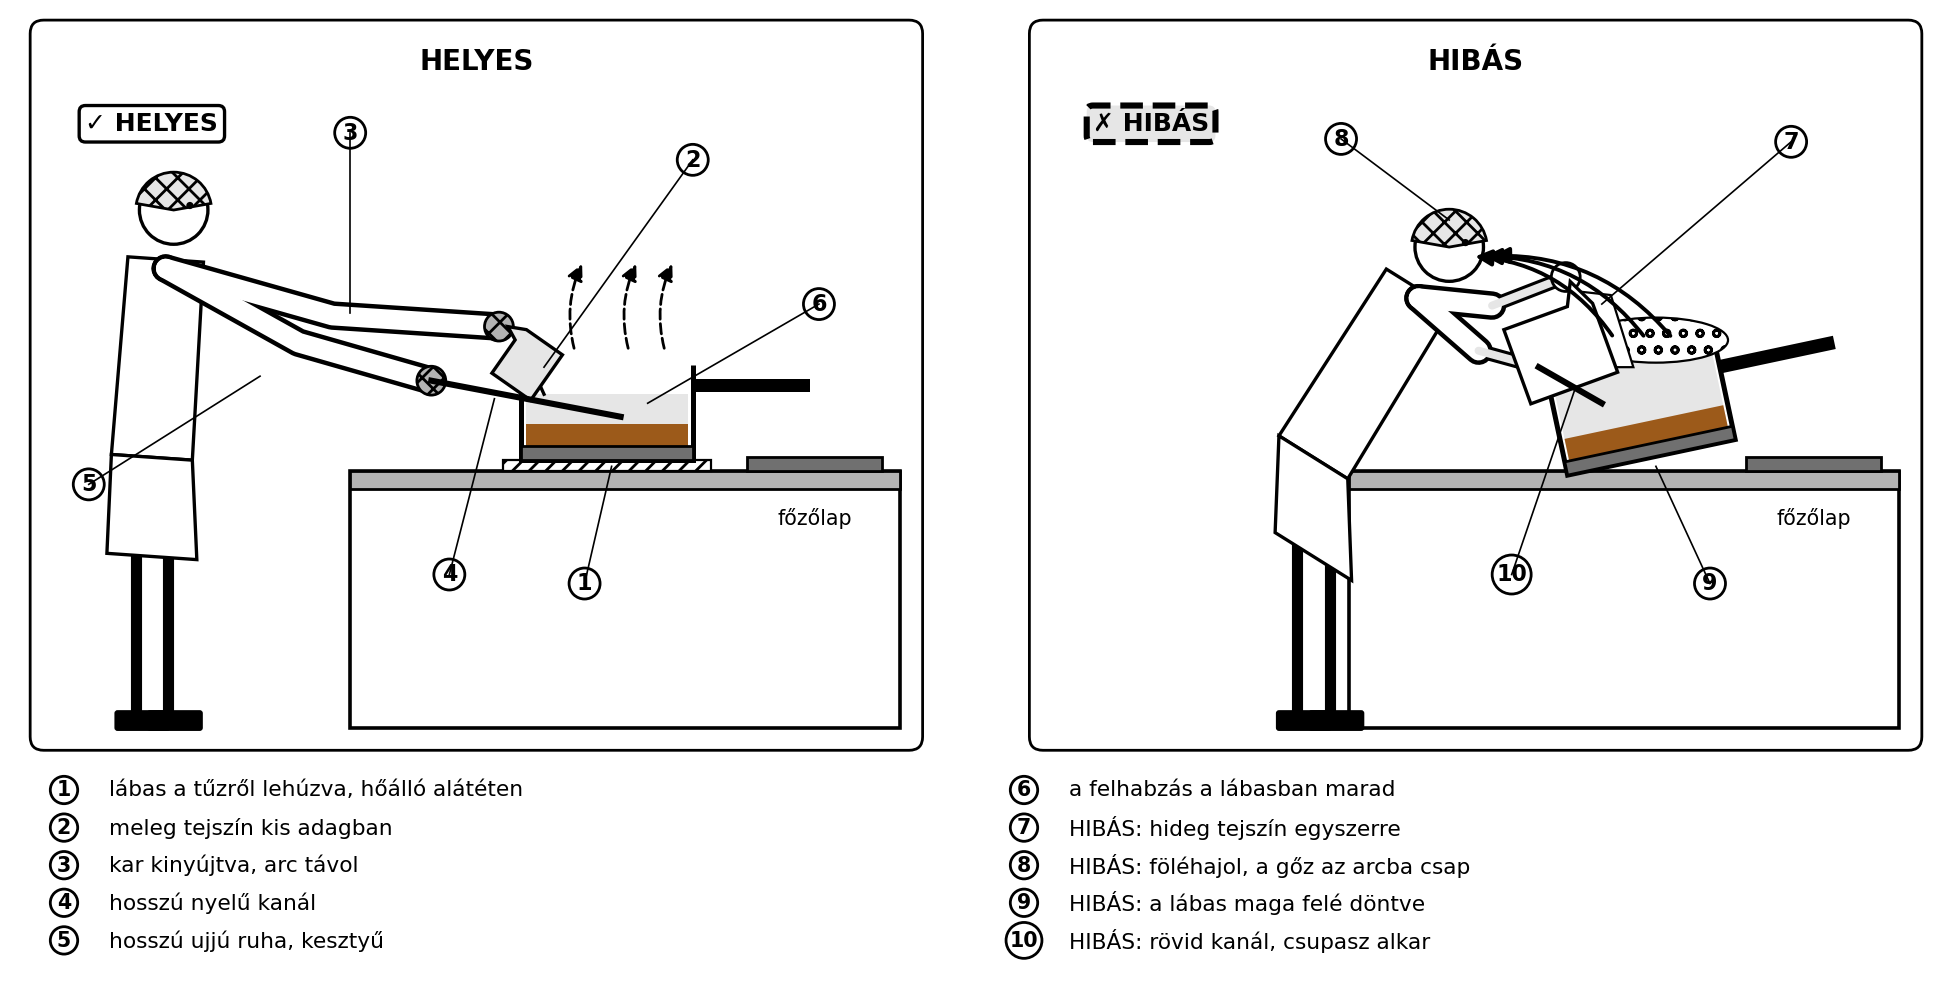 HELYES
✓ HELYES
3
2
6
5
4
1
főzőlap
HIBÁS
✗ HIBÁS
8
7
főzőlap
10
9
1 lábas a tűzről lehúzva, hőálló alátéten
2 meleg tejszín kis adagban
3 kar kinyújtva, arc távol
4 hosszú nyelű kanál
5 hosszú ujjú ruha, kesztyű
6 a felhabzás a lábasban marad
7 HIBÁS: hideg tejszín egyszerre
8 HIBÁS: föléhajol, a gőz az arcba csap
9 HIBÁS: a lábas maga felé döntve
10 HIBÁS: rövid kanál, csupasz alkar